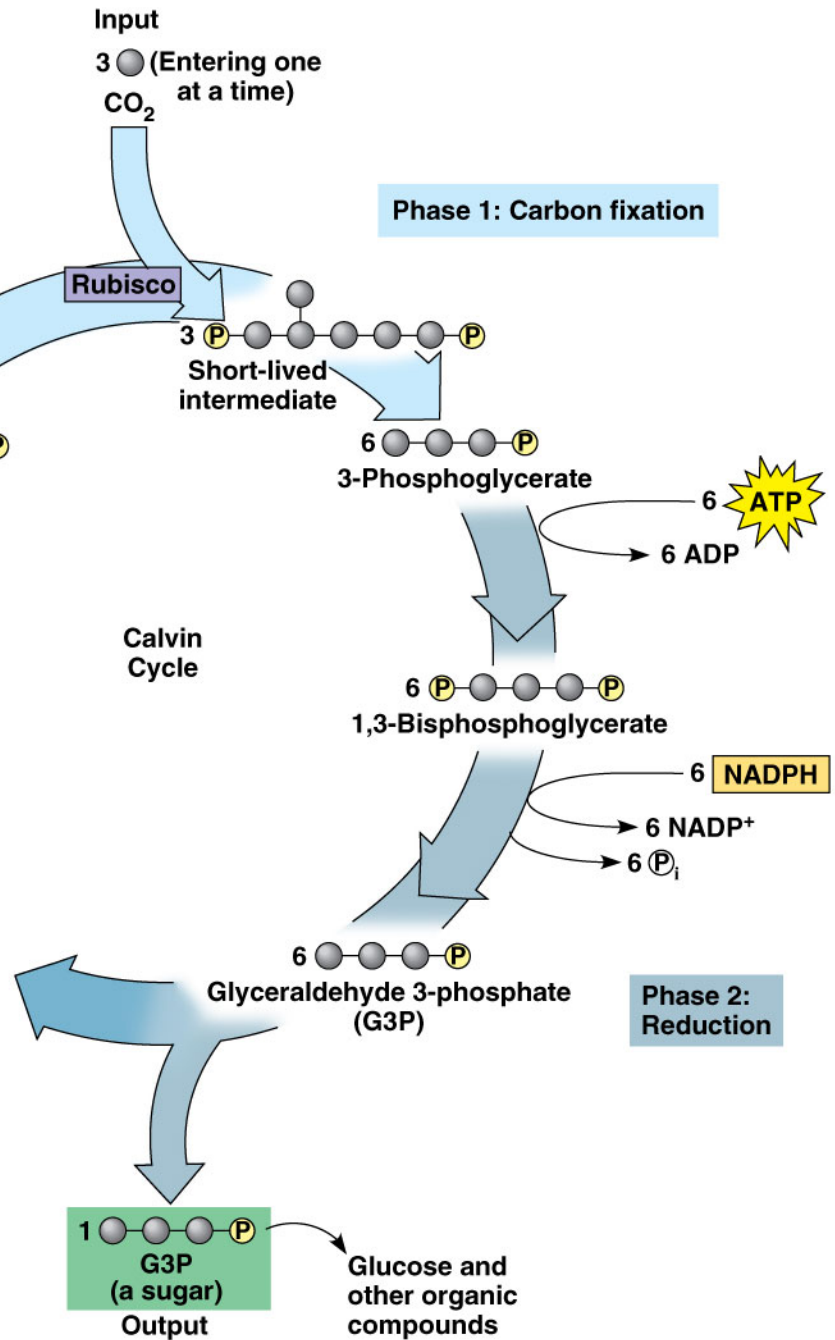 Input
3 (Entering one
at a time)
CO₂
Phase 1: Carbon fixation
Rubisco
3 P P
Short-lived
intermediate
P
6 P
3-Phosphoglycerate
6 ATP
6 ADP
Calvin
Cycle
6 P P
1,3-Bisphosphoglycerate
6 NADPH
6 NADP⁺
6 Pᵢ
6 P
Glyceraldehyde 3-phosphate
(G3P)
Phase 2:
Reduction
1 P
G3P
(a sugar)
Output
Glucose and
other organic
compounds